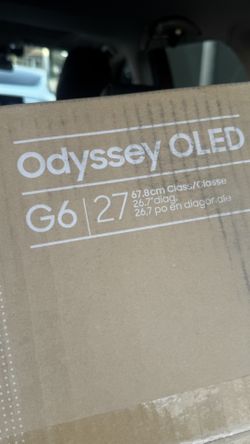 Odyssey OLED
G6 | 27
67.8cm Class/Classe
26.7" diag.
26,7 po en diagonale